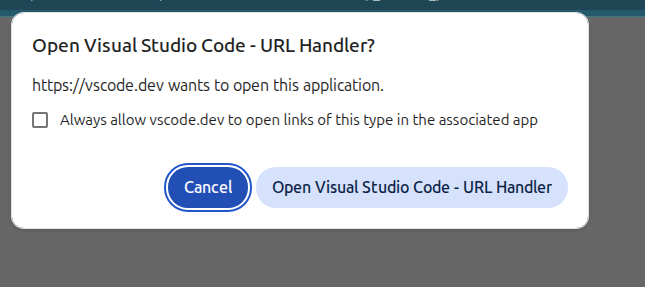 Open Visual Studio Code - URL Handler?
https://vscode.dev wants to open this application.
Always allow vscode.dev to open links of this type in the associated app
Cancel
Open Visual Studio Code - URL Handler